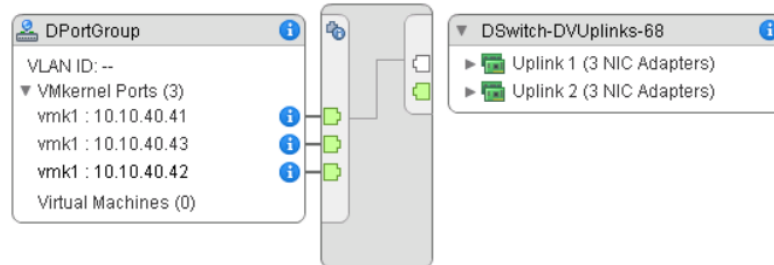 DPortGroup
VLAN ID: --
VMkernel Ports (3)
vmk1 : 10.10.40.41
vmk1 : 10.10.40.43
vmk1 : 10.10.40.42
Virtual Machines (0)
DSwitch-DVUplinks-68
Uplink 1 (3 NIC Adapters)
Uplink 2 (3 NIC Adapters)